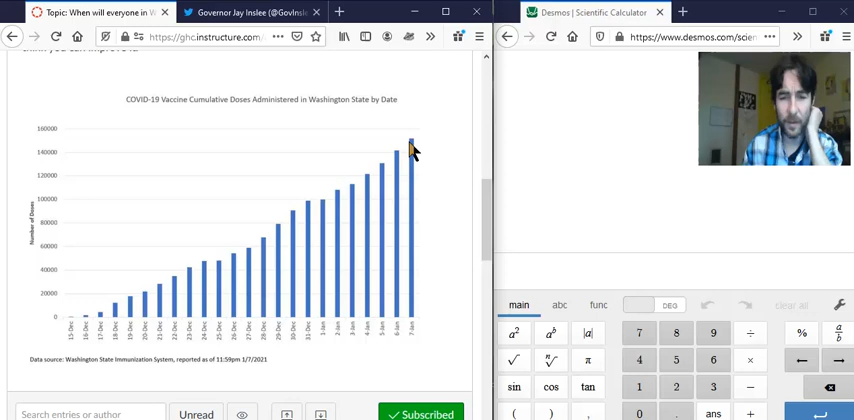 Topic: When will everyone in W
Governor Jay Inslee (@GovInsle
https://ghc.instructure.com/
think you can improve it.
COVID-19 Vaccine Cumulative Doses Administered in Washington State by Date
Number of Doses
160000
140000
120000
100000
80000
60000
40000
20000
0
15-Dec
16-Dec
17-Dec
18-Dec
19-Dec
20-Dec
21-Dec
22-Dec
23-Dec
24-Dec
25-Dec
26-Dec
27-Dec
28-Dec
29-Dec
30-Dec
31-Dec
1-Jan
2-Jan
3-Jan
4-Jan
5-Jan
6-Jan
7-Jan
Data source: Washington State Immunization System, reported as of 11:59pm 1/7/2021
Search entries or author
Unread
Subscribed
Desmos | Scientific Calculator
https://www.desmos.com/scien
main abc func DEG clear all
a² aᵇ |a| 7 8 9 ÷ % a/b
√ ⁿ√ π 4 5 6 ×
sin cos tan 1 2 3 −
( ) , 0 . ans +